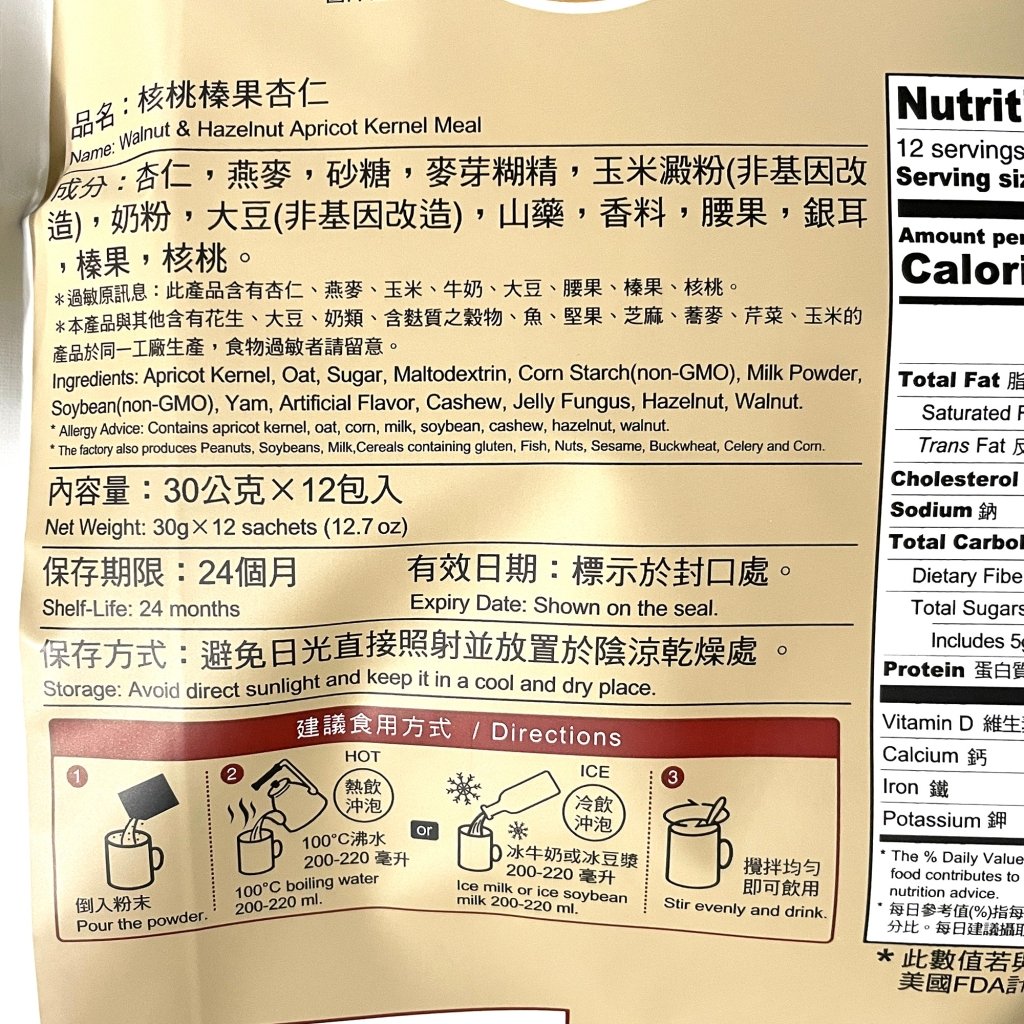 品名：核桃榛果杏仁
Name: Walnut & Hazelnut Apricot Kernel Meal
成分：杏仁，燕麥，砂糖，麥芽糊精，玉米澱粉(非基因改
造)，奶粉，大豆(非基因改造)，山藥，香料，腰果，銀耳
，榛果，核桃。
＊過敏原訊息：此產品含有杏仁、燕麥、玉米、牛奶、大豆、腰果、榛果、核桃。
＊本產品與其他含有花生、大豆、奶類、含麩質之穀物、魚、堅果、芝麻、蕎麥、芹菜、玉米的
產品於同一工廠生產，食物過敏者請留意。
Ingredients: Apricot Kernel, Oat, Sugar, Maltodextrin, Corn Starch(non-GMO), Milk Powder,
Soybean(non-GMO), Yam, Artificial Flavor, Cashew, Jelly Fungus, Hazelnut, Walnut.
* Allergy Advice: Contains apricot kernel, oat, corn, milk, soybean, cashew, hazelnut, walnut.
* The factory also produces Peanuts, Soybeans, Milk,Cereals containing gluten, Fish, Nuts, Sesame, Buckwheat, Celery and Corn.
內容量：30公克×12包入
Net Weight: 30g×12 sachets (12.7 oz)
保存期限：24個月
Shelf-Life: 24 months
有效日期：標示於封口處。
Expiry Date: Shown on the seal.
保存方式：避免日光直接照射並放置於陰涼乾燥處。
Storage: Avoid direct sunlight and keep it in a cool and dry place.
建議食用方式 / Directions
1
倒入粉末
Pour the powder.
2
HOT
熱飲
沖泡
100°C沸水
200-220 毫升
100°C boiling water
200-220 ml.
or
ICE
冷飲
沖泡
冰牛奶或冰豆漿
200-220 毫升
Ice milk or ice soybean
milk 200-220 ml.
3
攪拌均勻
即可飲用
Stir evenly and drink.
Nutriti
12 servings
Serving siz
Amount per
Calori
Total Fat 脂
Saturated F
Trans Fat 反
Cholesterol
Sodium 鈉
Total Carboh
Dietary Fibe
Total Sugars
Includes 5g
Protein 蛋白質
Vitamin D 維生素
Calcium 鈣
Iron 鐵
Potassium 鉀
* The % Daily Value
food contributes to
nutrition advice.
* 每日參考值(%)指每
分比。每日建議攝取
* 此數值若與
美國FDA計